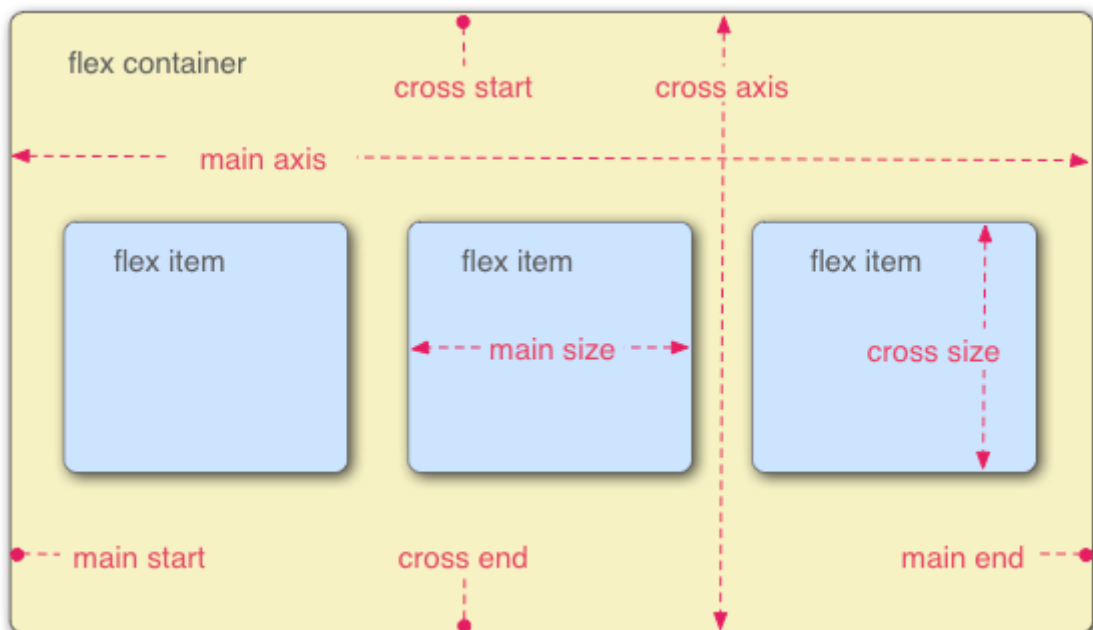 flex container
cross start
cross axis
main axis
flex item
flex item
flex item
main size
cross size
main start
cross end
main end